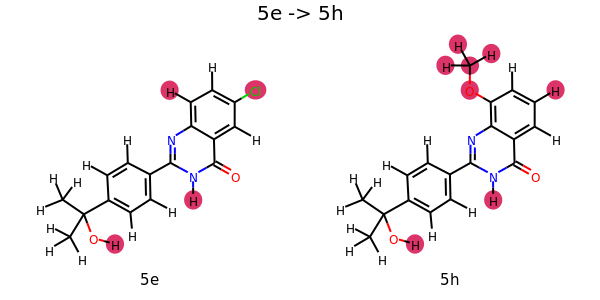 5e -> 5h
H
H
H H H
H O H
H N H H N H
H H
H N O H N O
H H
H H
H H H H
H H
O H H O H H
H H
H H
5e 5h